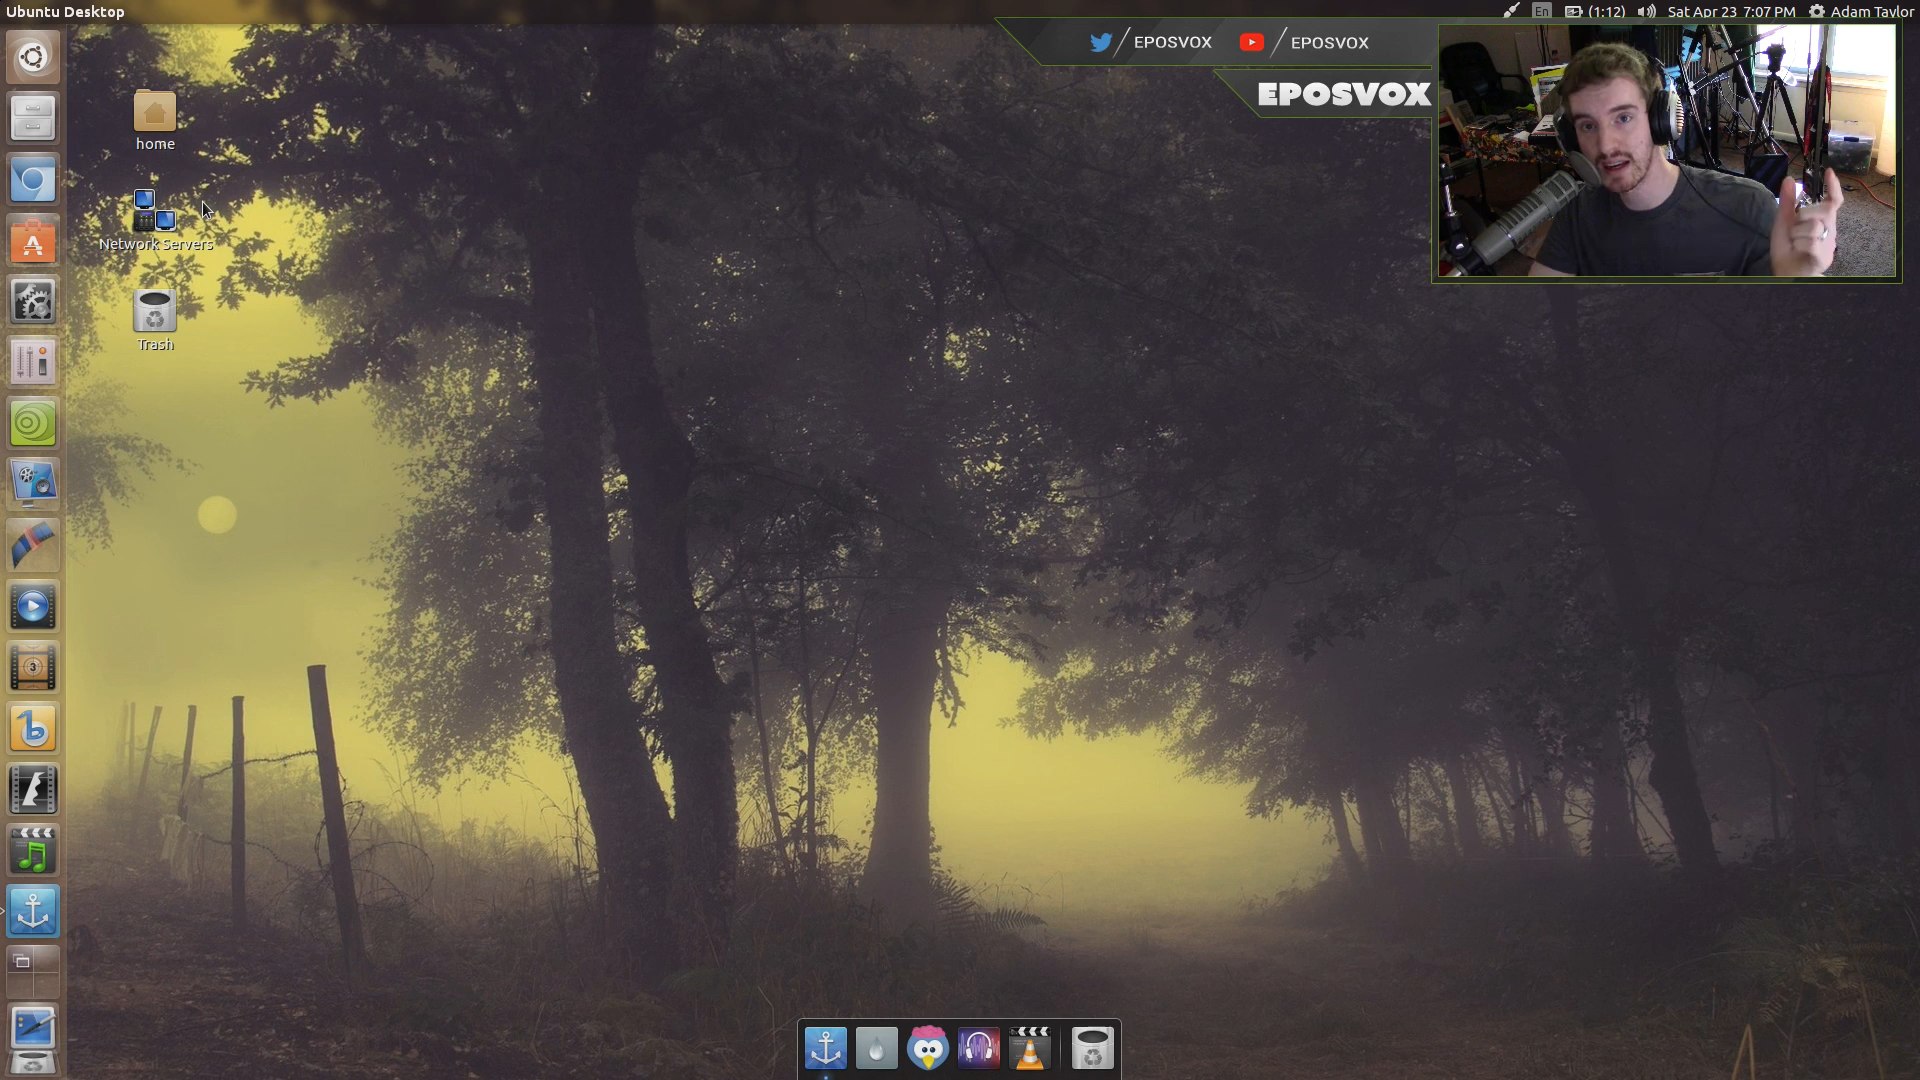 Ubuntu Desktop
En (1:12) Sat Apr 23 7:07 PM Adam Taylor
EPOSVOX EPOSVOX
EPOSVOX
home
Network Servers
Trash
3